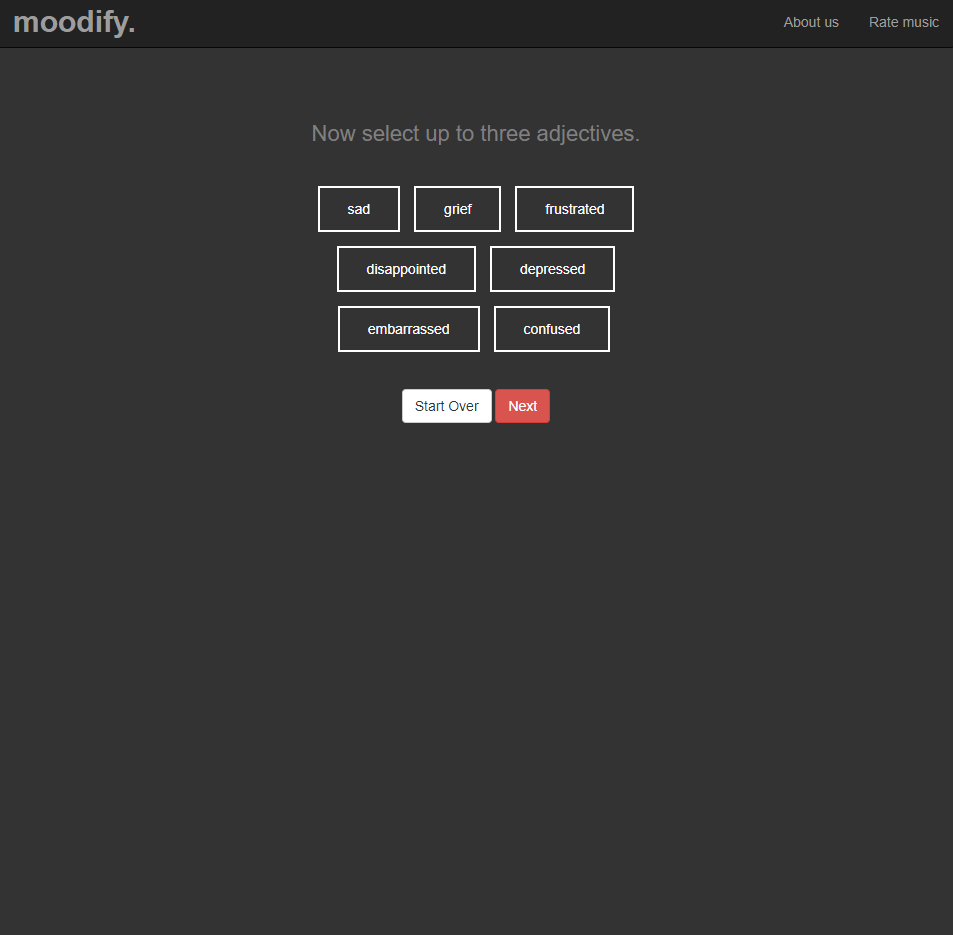 moodify. About us Rate music
Now select up to three adjectives.
sad grief frustrated
disappointed depressed
embarrassed confused
Start Over Next